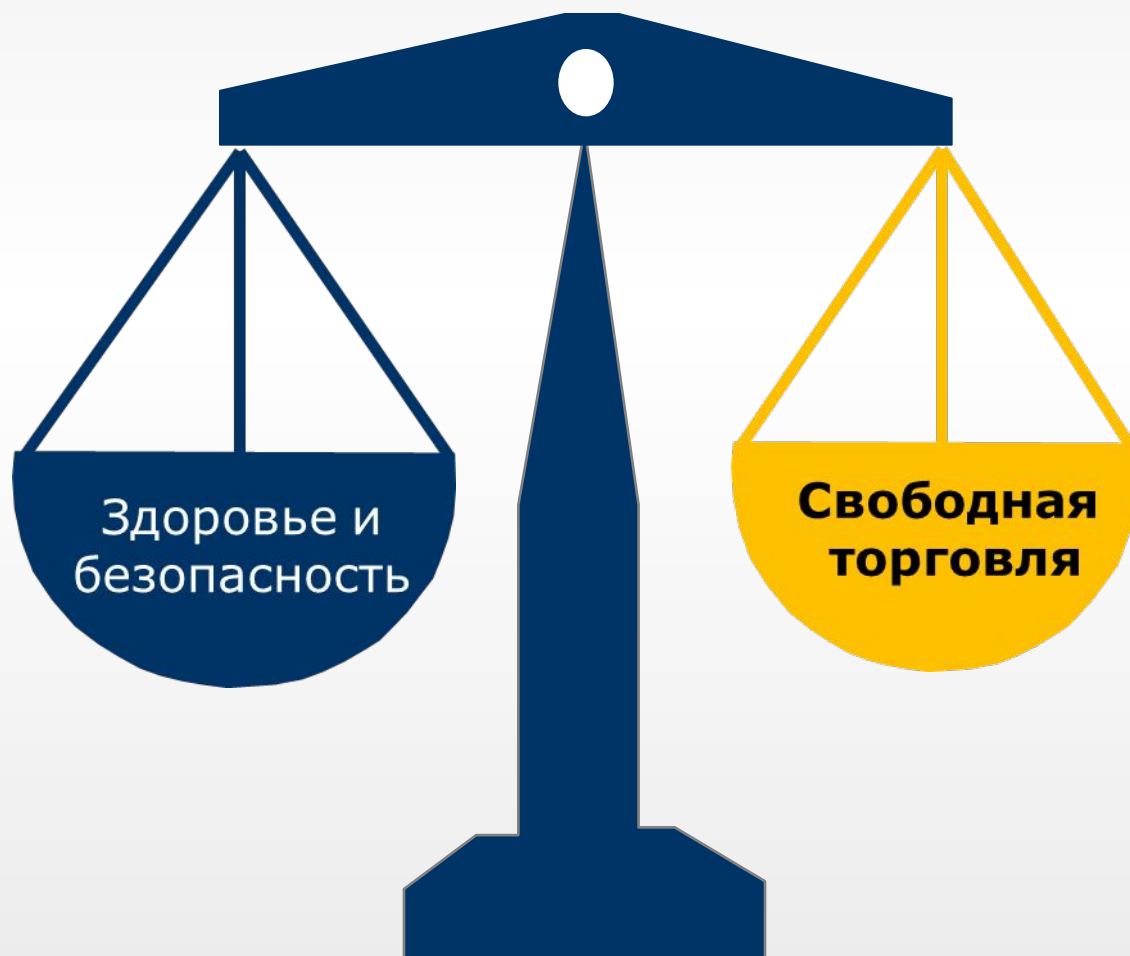 Здоровье и
безопасность
Свободная
торговля